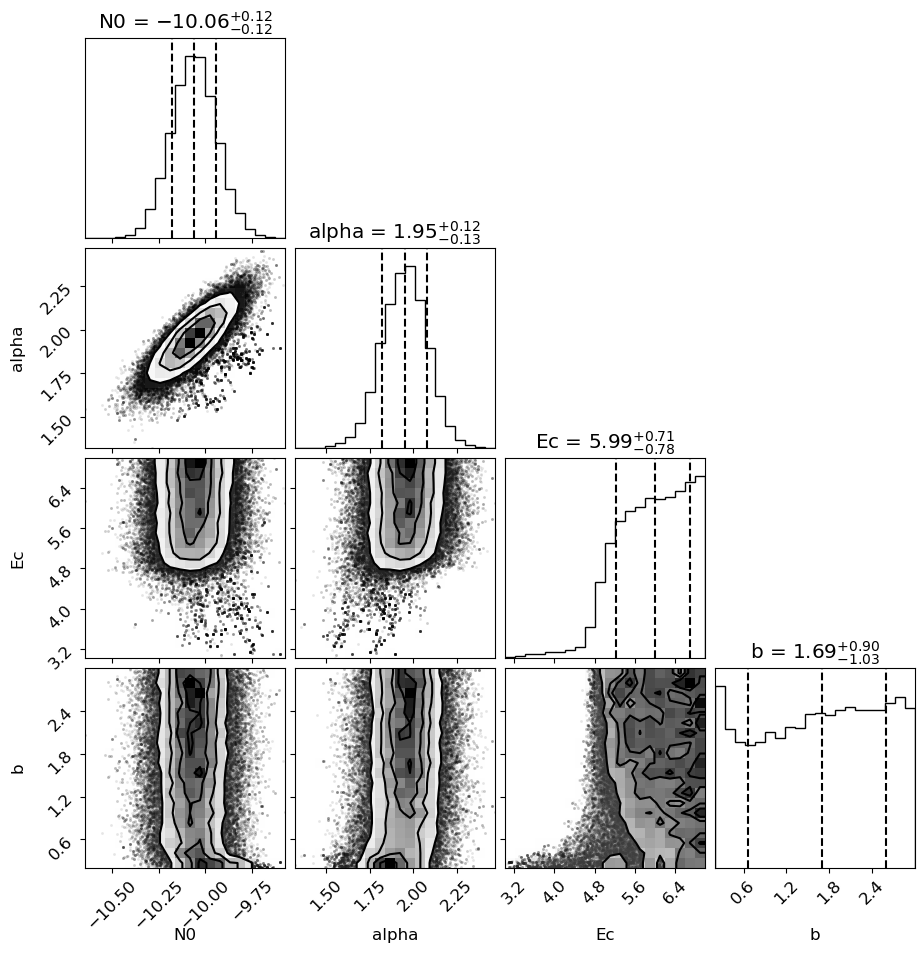 N0 = −10.06+0.12 −0.12
alpha = 1.95+0.12 −0.13
2.25
2.00
1.75
1.50
alpha
Ec = 5.99+0.71 −0.78
6.4
5.6
4.8
4.0
3.2
Ec
b = 1.69+0.90 −1.03
2.4
1.8
1.2
0.6
b
−10.50 −10.25 −10.00 −9.75
1.50 1.75 2.00 2.25
3.2 4.0 4.8 5.6 6.4
0.6 1.2 1.8 2.4
N0 alpha Ec b